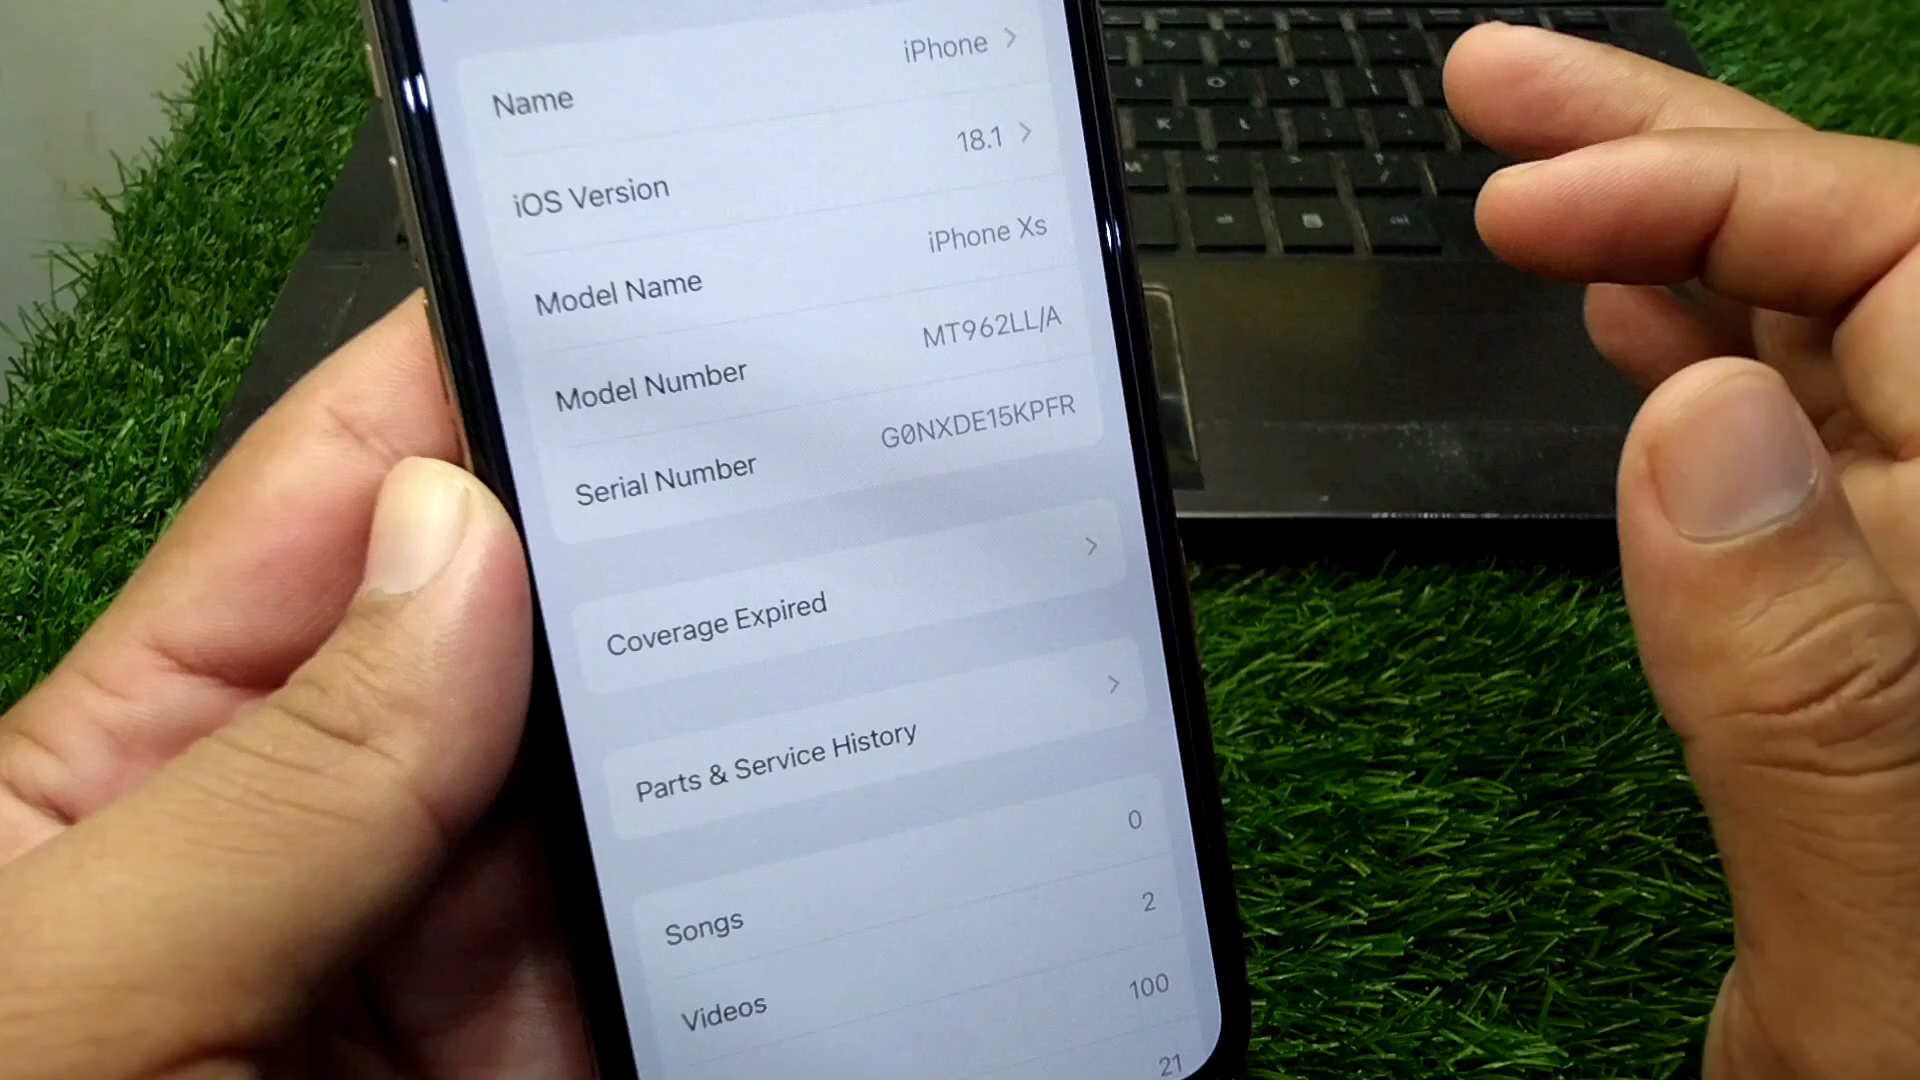 Name iPhone
iOS Version 18.1
Model Name iPhone Xs
Model Number MT962LL/A
Serial Number G0NXDE15KPFR
Coverage Expired
Parts & Service History
Songs 0
Videos 2
100
21